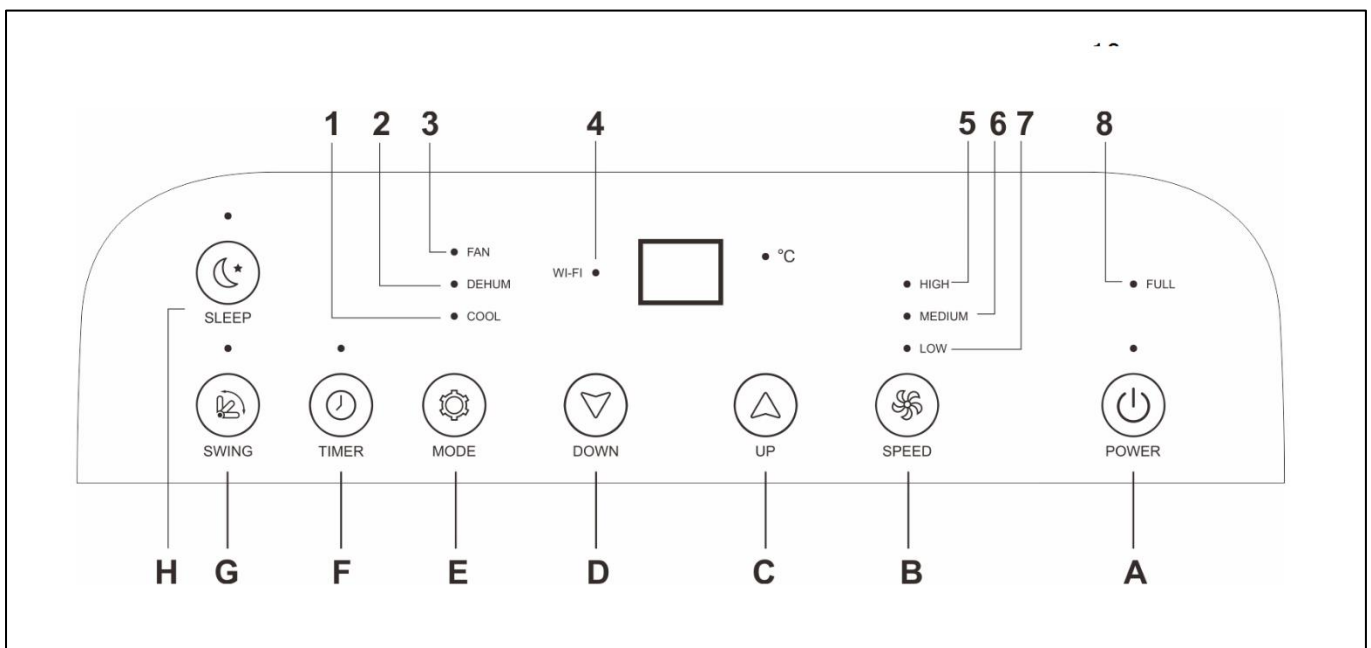 1 2 3 4 5 6 7 8
FAN
°C
WI-FI
DEHUM HIGH FULL
SLEEP COOL MEDIUM
LOW
SWING TIMER MODE DOWN UP SPEED POWER
H G F E D C B A